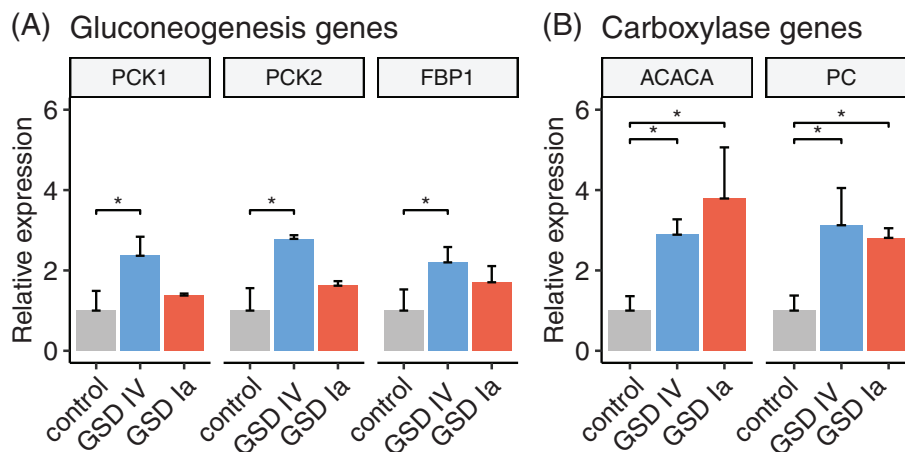 (A) Gluconeogenesis genes
PCK1 PCK2 FBP1
Relative expression
6
4
2
0
* * *
control GSD IV GSD Ia control GSD IV GSD Ia control GSD IV GSD Ia
(B) Carboxylase genes
ACACA PC
Relative expression
6
4
2
0
* *
* *
control GSD IV GSD Ia control GSD IV GSD Ia